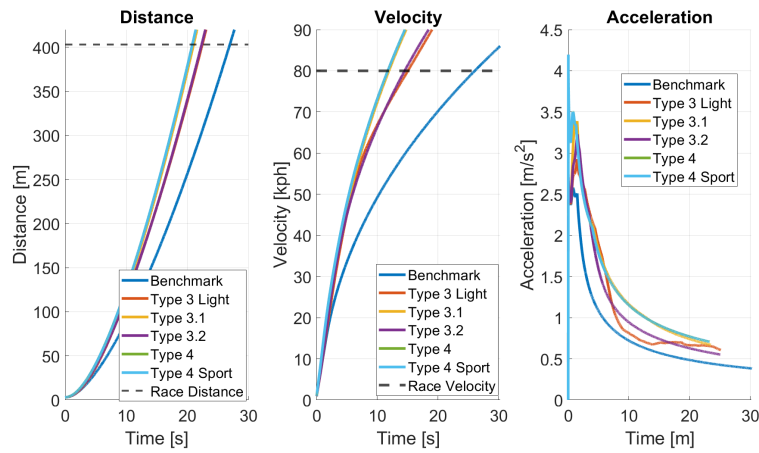 Distance
400
350
300
250
200
150
100
50
0
Distance [m]
0 10 20 30
Time [s]
Benchmark
Type 3 Light
Type 3.1
Type 3.2
Type 4
Type 4 Sport
Race Distance
Velocity
90
80
70
60
50
40
30
20
10
0
Velocity [kph]
0 10 20 30
Time [s]
Benchmark
Type 3 Light
Type 3.1
Type 3.2
Type 4
Type 4 Sport
Race Velocity
Acceleration
4.5
4
3.5
3
2.5
2
1.5
1
0.5
0
Acceleration [m/s²]
0 10 20 30
Time [m]
Benchmark
Type 3 Light
Type 3.1
Type 3.2
Type 4
Type 4 Sport